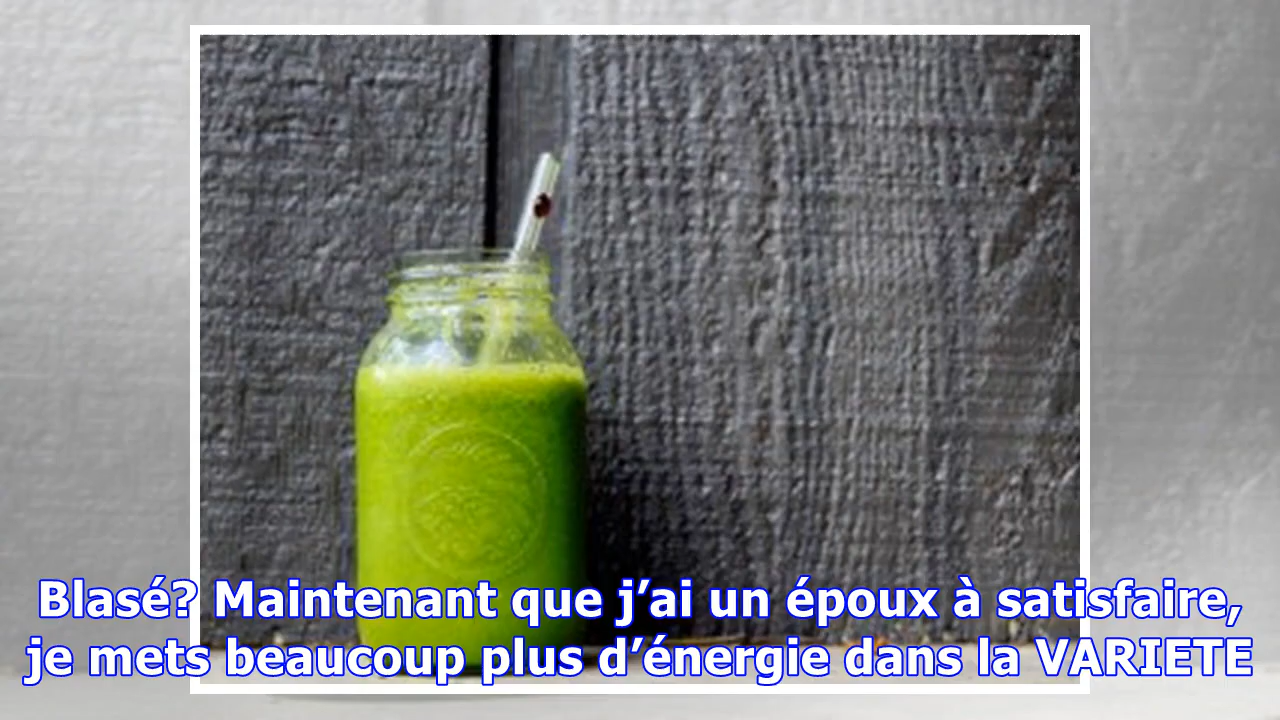 Blasé? Maintenant que j’ai un époux à satisfaire,
je mets beaucoup plus d’énergie dans la VARIETE